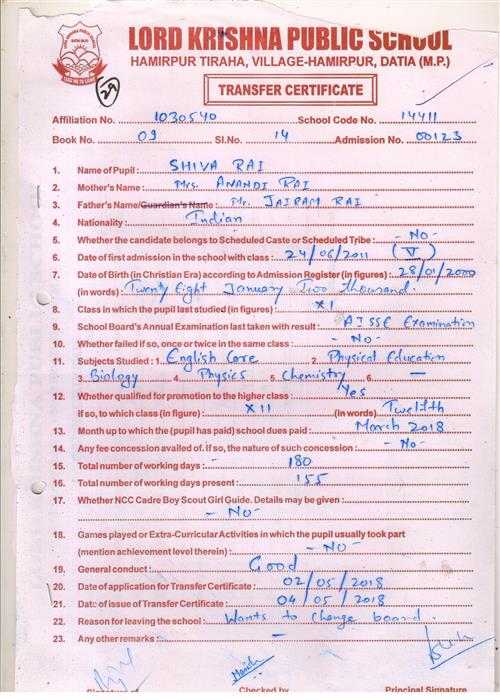 LORD KRISHNA PUBLIC SCHOOL
HAMIRPUR TIRAHA, VILLAGE-HAMIRPUR, DATIA (M.P.)
29
TRANSFER CERTIFICATE
Affiliation No. 1030540 School Code No. 14411
Book No. 09 Sl.No. 14 Admission No. 00123
1. Name of Pupil: SHIVA RAI
2. Mother's Name: Mrs. ANANDI RAI
3. Father's Name/Guardian's Name: Mr. JAIRAM RAI
4. Nationality: Indian
5. Whether the candidate belongs to Scheduled Caste or Scheduled Tribe: - NO -
6. Date of first admission in the school with class: 24/06/2011 (V)
7. Date of Birth (in Christian Era) according to Admission Register (in figures): 28/01/2000
(in words): Twenty Eight January Two thousand
8. Class in which the pupil last studied (in figures): XI
9. School Board's Annual Examination last taken with result: AISSE Examination
10. Whether failed if so, once or twice in the same class: - NO -
11. Subjects Studied: 1. English Core 2. Physical Education
3. Biology 4. Physics 5. Chemistry 6. —
12. Whether qualified for promotion to the higher class: Yes
if so, to which class (in figure): XII (in words) Twelfth
13. Month up to which the (pupil has paid) school dues paid: March 2018
14. Any fee concession availed of. if so, the nature of such concession: - No -
15. Total number of working days: 180
16. Total number of working days present: 155
17. Whether NCC Cadre Boy Scout Girl Guide. Details may be given:
- NO -
18. Games played or Extra-Curricular Activities in which the pupil usually took part
(mention achievement level therein): - NO -
19. General conduct: Good
20. Date of application for Transfer Certificate: 02/05/2018
21. Date of issue of Transfer Certificate: 04/05/2018
22. Reason for leaving the school: Wants to change board.
23. Any other remarks: —
Signature of Checked by Principal Signature